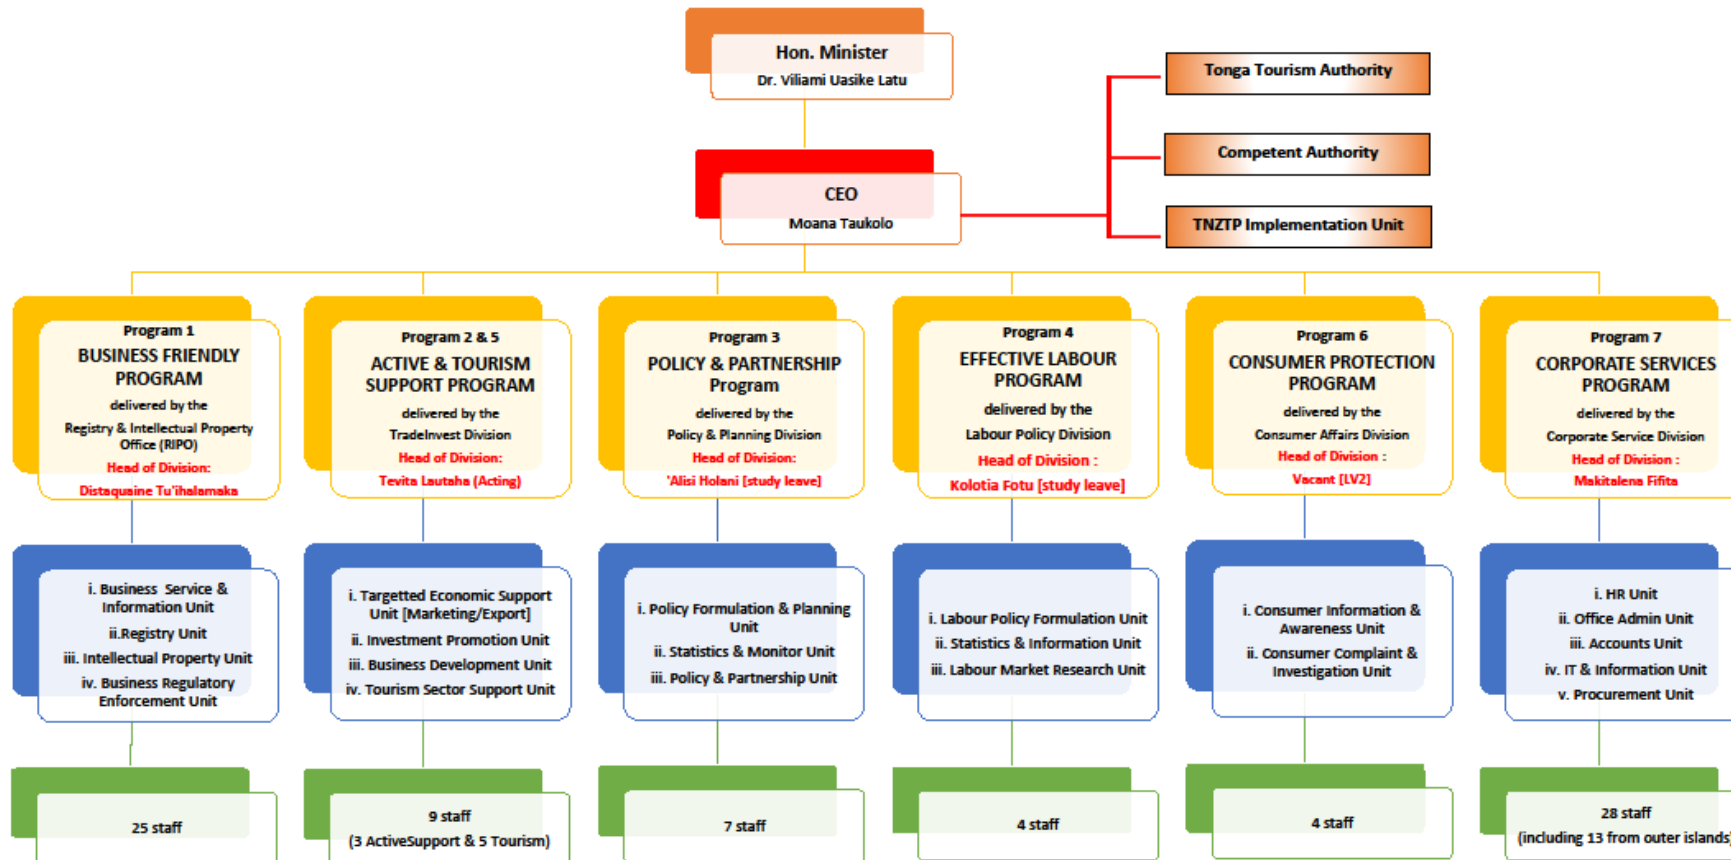 Hon. Minister
Dr. Viliami Uasike Latu
Tonga Tourism Authority
Competent Authority
TNZTP Implementation Unit
CEO
Moana Taukolo
Program 1
BUSINESS FRIENDLY
PROGRAM
delivered by the
Registry & Intellectual Property
Office (RIPO)
Head of Division:
Distaquaine Tu'ihalamaka
Program 2 & 5
ACTIVE & TOURISM
SUPPORT PROGRAM
delivered by the
TradeInvest Division
Head of Division:
Tevita Lautaha (Acting)
Program 3
POLICY & PARTNERSHIP
Program
delivered by the
Policy & Planning Division
Head of Division:
'Alisi Holani [study leave]
Program 4
EFFECTIVE LABOUR
PROGRAM
delivered by the
Labour Policy Division
Head of Division :
Kolotia Fotu [study leave]
Program 6
CONSUMER PROTECTION
PROGRAM
delivered by the
Consumer Affairs Division
Head of Division :
Vacant [LV2]
Program 7
CORPORATE SERVICES
PROGRAM
delivered by the
Corporate Service Division
Head of Division :
Makitalena Fifita
i. Business Service &
Information Unit
ii.Registry Unit
iii. Intellectual Property Unit
iv. Business Regulatory
Enforcement Unit
i. Targetted Economic Support
Unit [Marketing/Export]
ii. Investment Promotion Unit
iii. Business Development Unit
iv. Tourism Sector Support Unit
i. Policy Formulation & Planning
Unit
ii. Statistics & Monitor Unit
iii. Policy & Partnership Unit
i. Labour Policy Formulation Unit
ii. Statistics & Information Unit
iii. Labour Market Research Unit
i. Consumer Information &
Awareness Unit
ii. Consumer Complaint &
Investigation Unit
i. HR Unit
ii. Office Admin Unit
iii. Accounts Unit
iv. IT & Information Unit
v. Procurement Unit
25 staff
9 staff
(3 ActiveSupport & 5 Tourism)
7 staff
4 staff
4 staff
28 staff
(including 13 from outer islands)